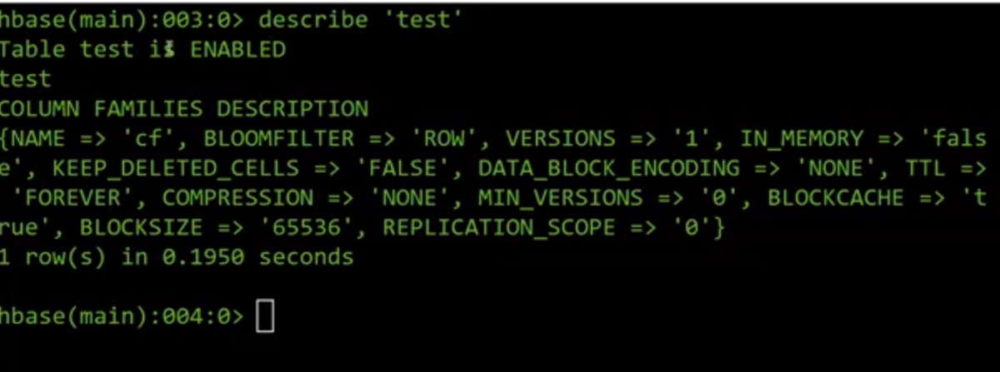 hbase(main):003:0> describe 'test'
Table test is ENABLED
test
COLUMN FAMILIES DESCRIPTION
{NAME => 'cf', BLOOMFILTER => 'ROW', VERSIONS => '1', IN_MEMORY => 'fals
e', KEEP_DELETED_CELLS => 'FALSE', DATA_BLOCK_ENCODING => 'NONE', TTL =>
 'FOREVER', COMPRESSION => 'NONE', MIN_VERSIONS => '0', BLOCKCACHE => 't
rue', BLOCKSIZE => '65536', REPLICATION_SCOPE => '0'}
1 row(s) in 0.1950 seconds
hbase(main):004:0>